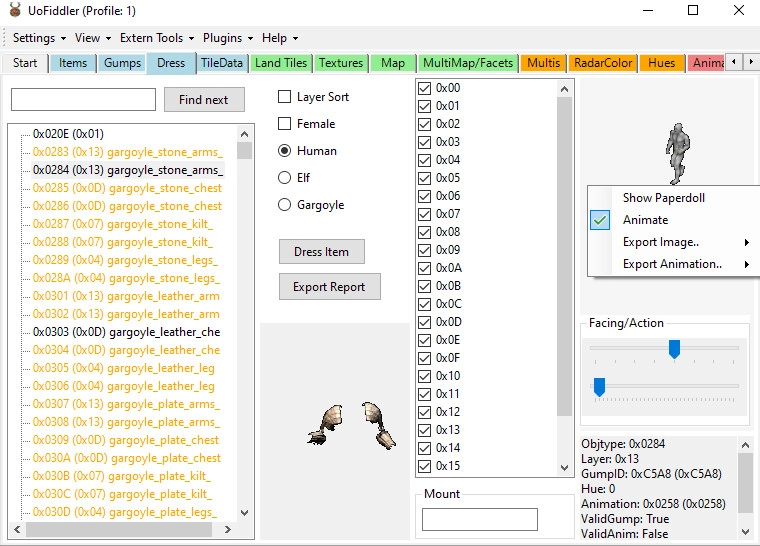 UoFiddler (Profile: 1)
Settings View Extern Tools Plugins Help
Start Items Gumps Dress TileData Land Tiles Textures Map MultiMap/Facets Multis RadarColor Hues Anima
Find next
0x020E (0x01)
0x0283 (0x13) gargoyle_stone_arms_
0x0284 (0x13) gargoyle_stone_arms_
0x0285 (0x0D) gargoyle_stone_chest
0x0286 (0x0D) gargoyle_stone_chest
0x0287 (0x07) gargoyle_stone_kilt_
0x0288 (0x07) gargoyle_stone_kilt_
0x0289 (0x04) gargoyle_stone_legs_
0x028A (0x04) gargoyle_stone_legs_
0x0301 (0x13) gargoyle_leather_arm
0x0302 (0x13) gargoyle_leather_arm
0x0303 (0x0D) gargoyle_leather_che
0x0304 (0x0D) gargoyle_leather_che
0x0305 (0x04) gargoyle_leather_leg
0x0306 (0x04) gargoyle_leather_leg
0x0307 (0x13) gargoyle_plate_arms_
0x0308 (0x13) gargoyle_plate_arms_
0x0309 (0x0D) gargoyle_plate_chest
0x030A (0x0D) gargoyle_plate_chest
0x030B (0x07) gargoyle_plate_kilt_
0x030C (0x07) gargoyle_plate_kilt_
0x030D (0x04) gargoyle_plate_legs_
Layer Sort
Female
Human
Elf
Gargoyle
Dress Item
Export Report
0x00
0x01
0x02
0x03
0x04
0x05
0x06
0x07
0x08
0x09
0x0A
0x0B
0x0C
0x0D
0x0E
0x0F
0x10
0x11
0x12
0x13
0x14
0x15
Mount
Show Paperdoll
Animate
Export Image..
Export Animation..
Facing/Action
Objtype: 0x0284
Layer: 0x13
GumpID: 0xC5A8 (0xC5A8)
Hue: 0
Animation: 0x0258 (0x0258)
ValidGump: True
ValidAnim: False